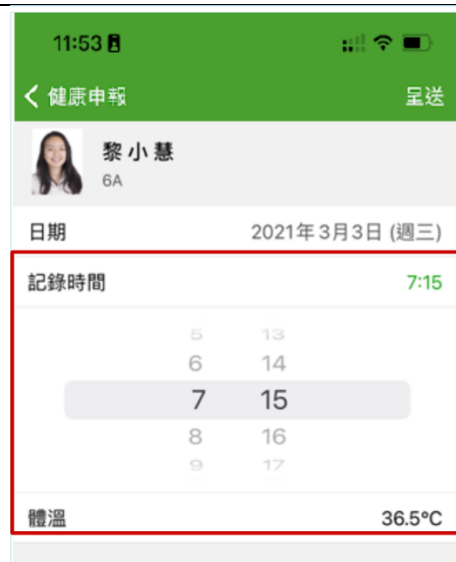 11:53
健康申報 呈送
黎小慧
6A
日期 2021年3月3日 (週三)
記錄時間 7:15
5 13
6 14
7 15
8 16
9 17
體溫 36.5°C